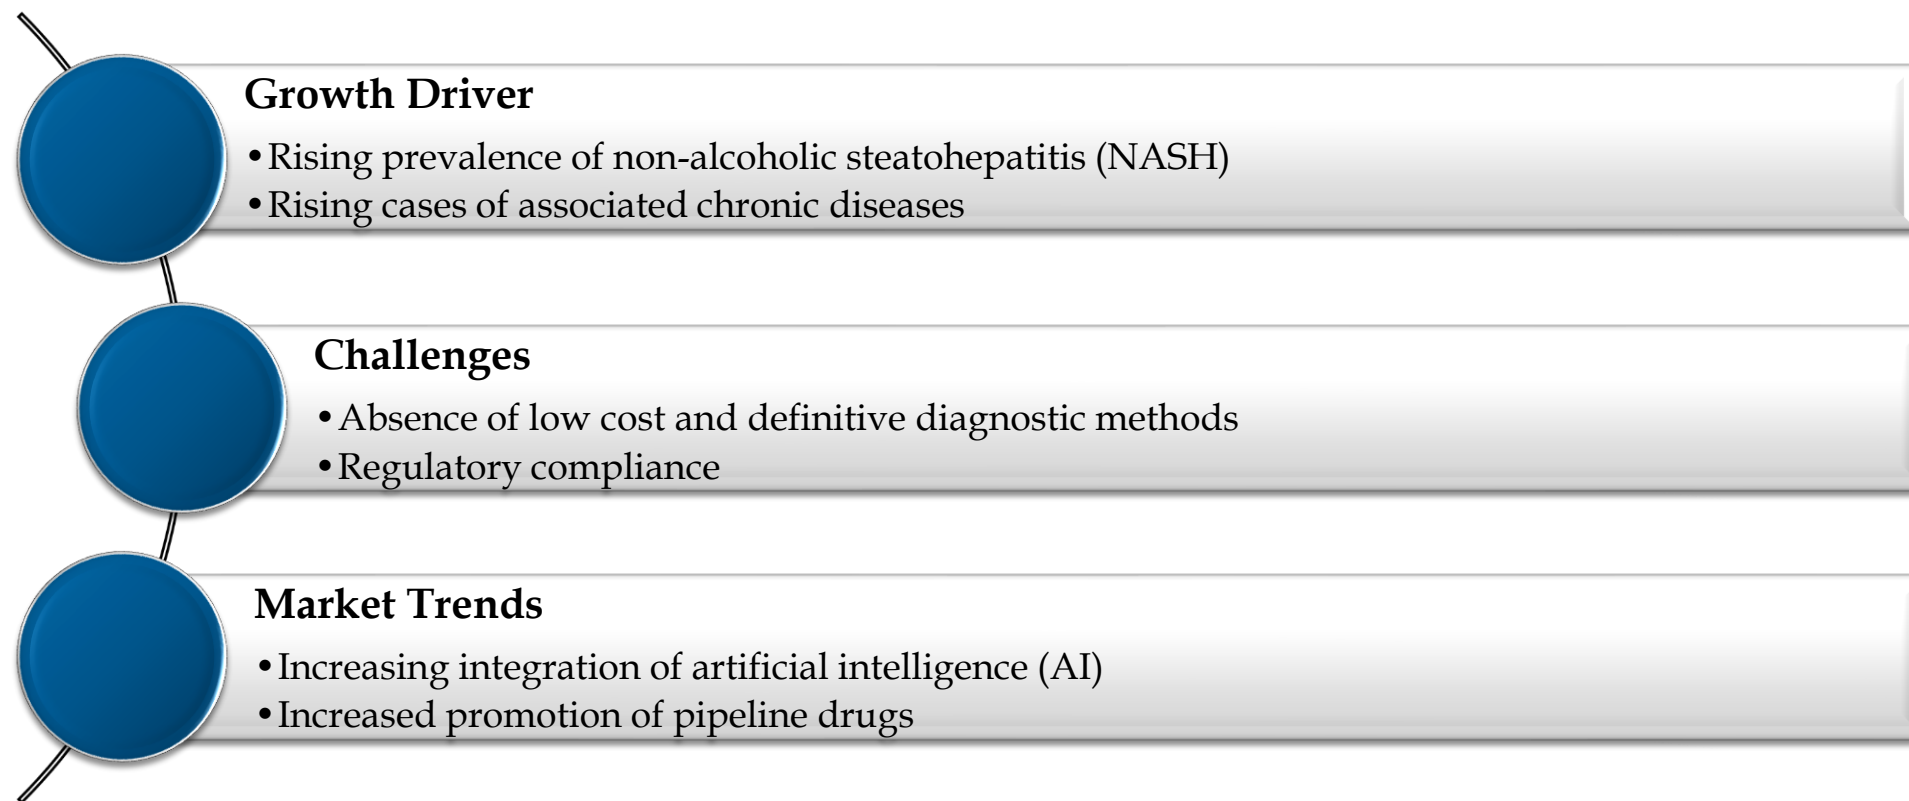 Growth Driver
•Rising prevalence of non-alcoholic steatohepatitis (NASH)
•Rising cases of associated chronic diseases
Challenges
•Absence of low cost and definitive diagnostic methods
•Regulatory compliance
Market Trends
•Increasing integration of artificial intelligence (AI)
•Increased promotion of pipeline drugs